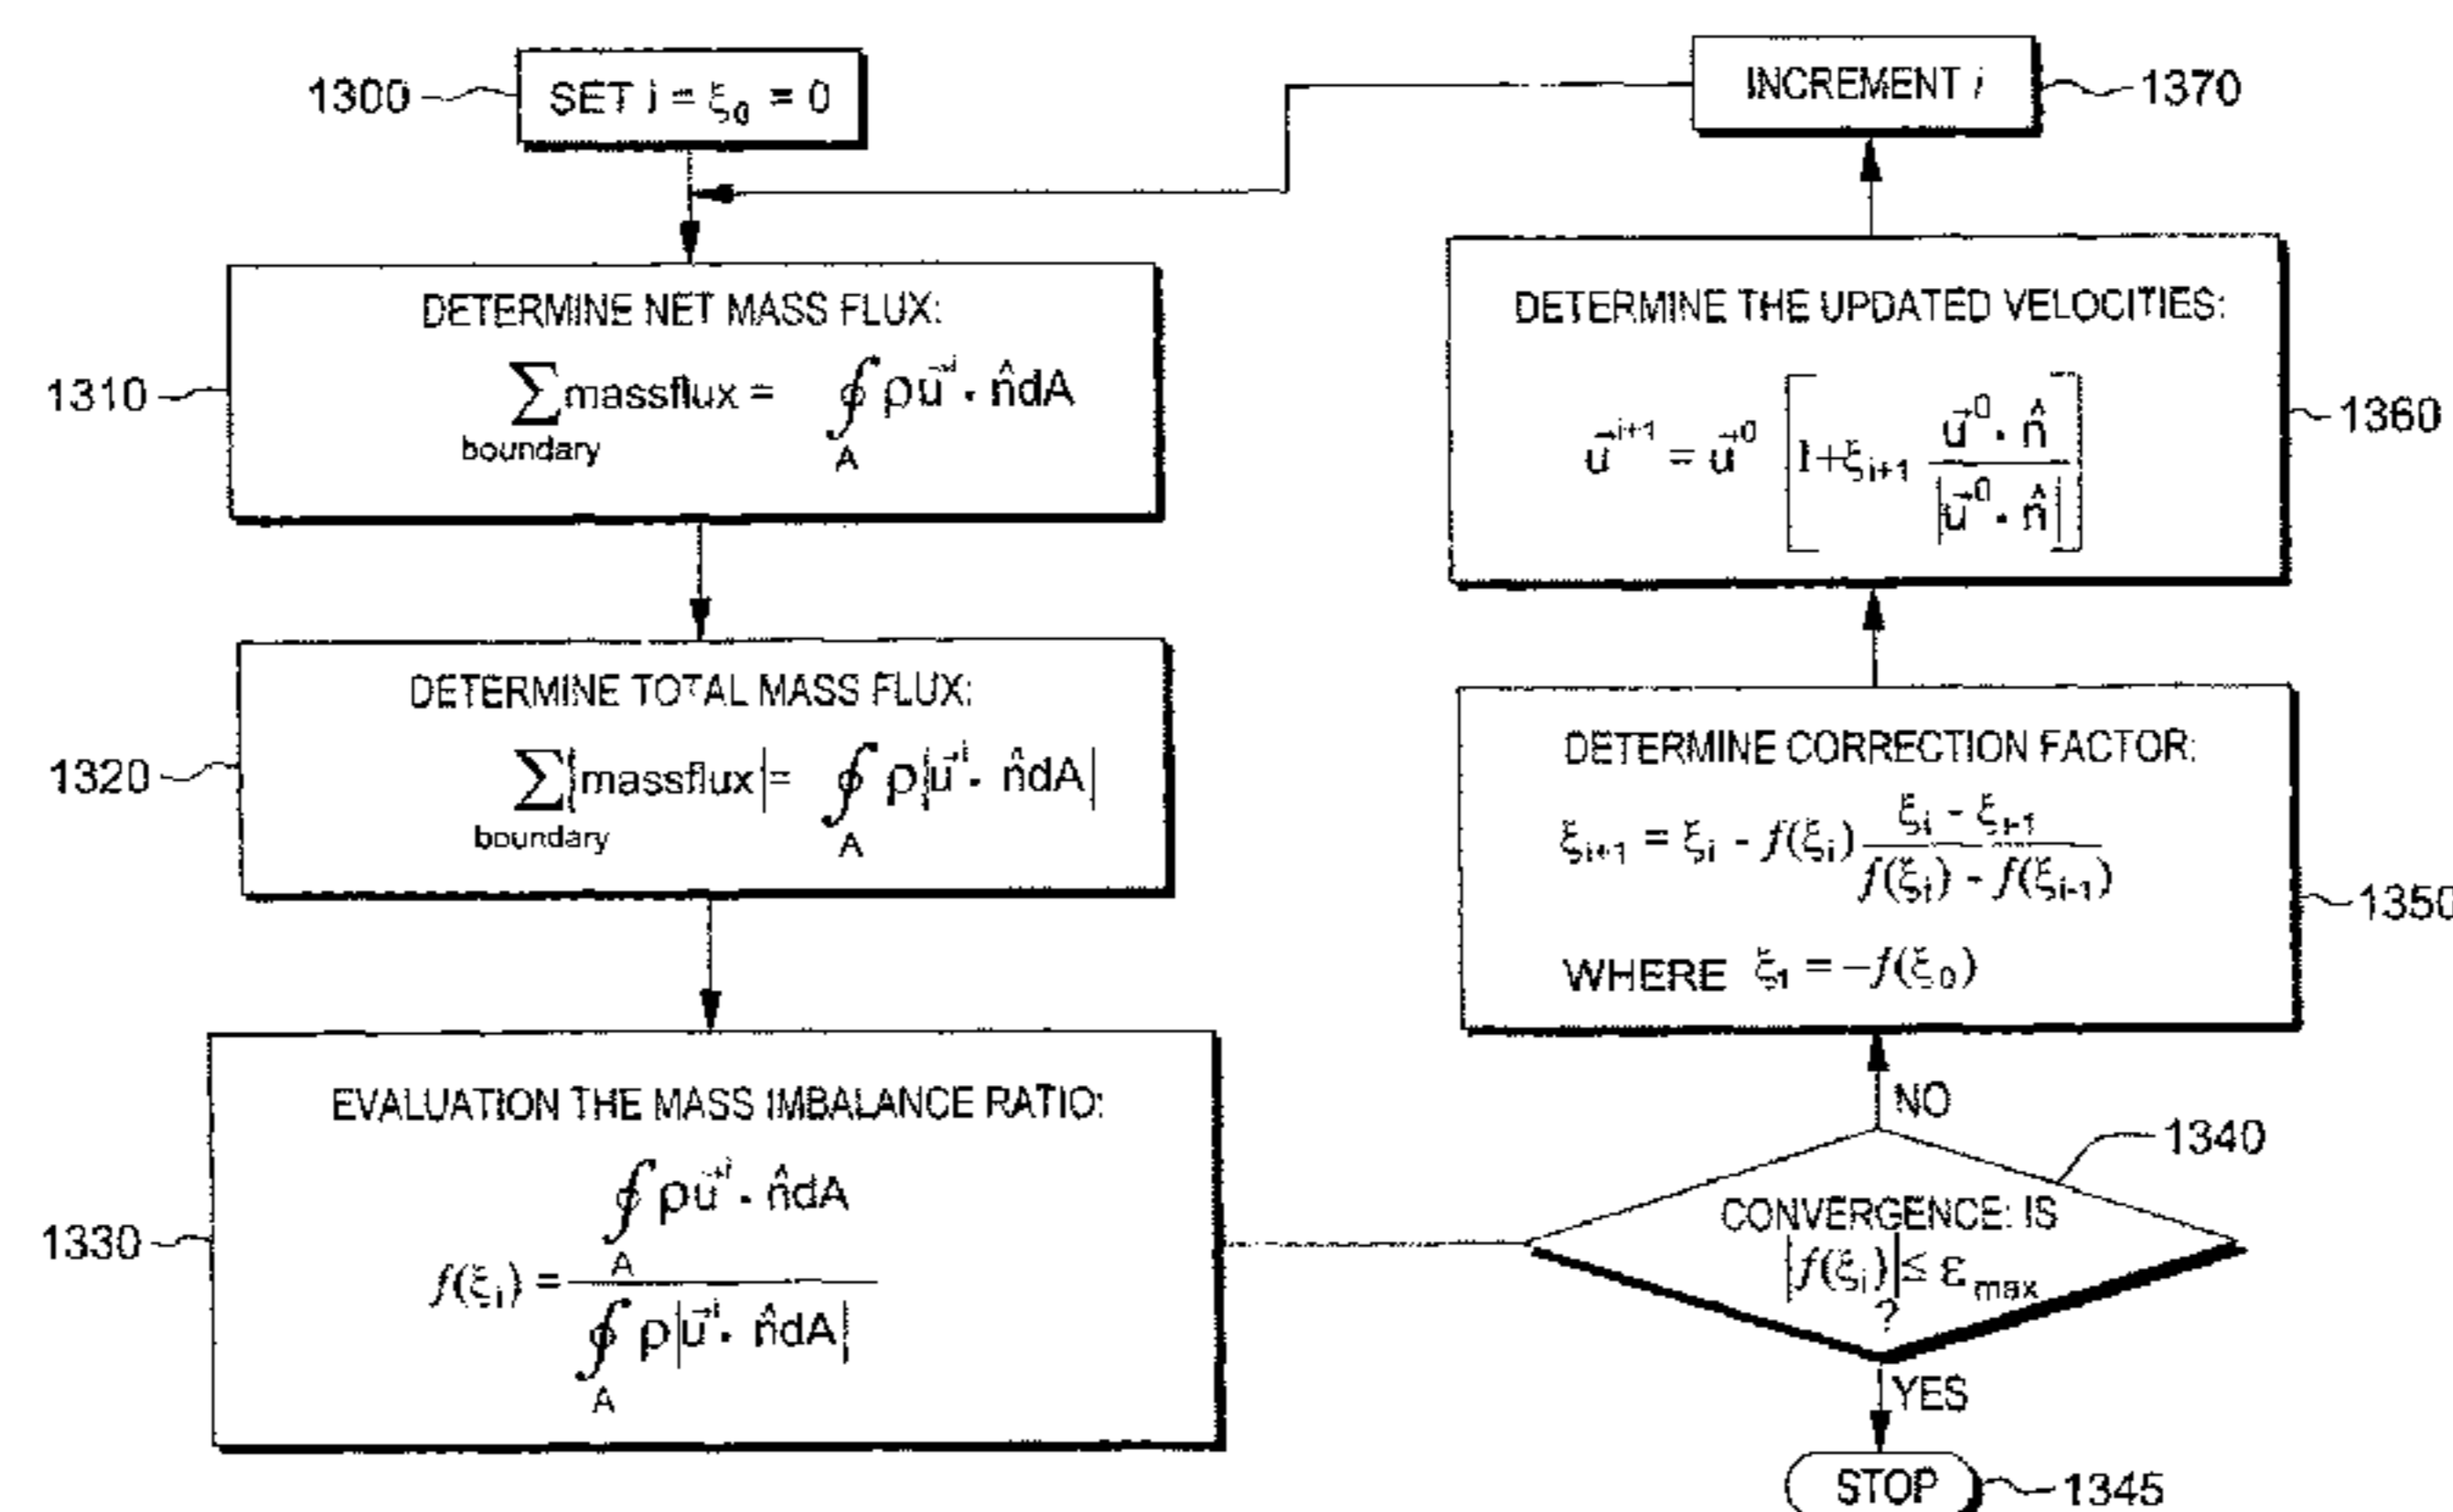 1300
SET i = ξ₀ = 0
1310
DETERMINE NET MASS FLUX:
∑ massflux = ∮ ρu⃗ⁱ · n̂dA
boundary A
1320
DETERMINE TOTAL MASS FLUX:
∑ |massflux| = ∮ ρ|u⃗ⁱ · n̂dA|
boundary A
1330
EVALUATION THE MASS IMBALANCE RATIO:
∮ ρu⃗ⁱ · n̂dA
A
f(ξᵢ) =
∮ ρ|u⃗ⁱ · n̂dA|
A
1340
CONVERGENCE: IS
|f(ξᵢ)| ≤ ε max
?
NO
YES
STOP
1345
1350
DETERMINE CORRECTION FACTOR:
ξᵢ₊₁ = ξᵢ - f(ξᵢ) (ξᵢ - ξᵢ₋₁) / (f(ξᵢ) - f(ξᵢ₋₁))
WHERE ξ₁ = –f(ξ₀)
1360
DETERMINE THE UPDATED VELOCITIES:
u⃗ⁱ⁺¹ = u⃗⁰ [1+ξᵢ₊₁ u⃗⁰ · n̂ / |u⃗⁰ · n̂|]
INCREMENT i
1370